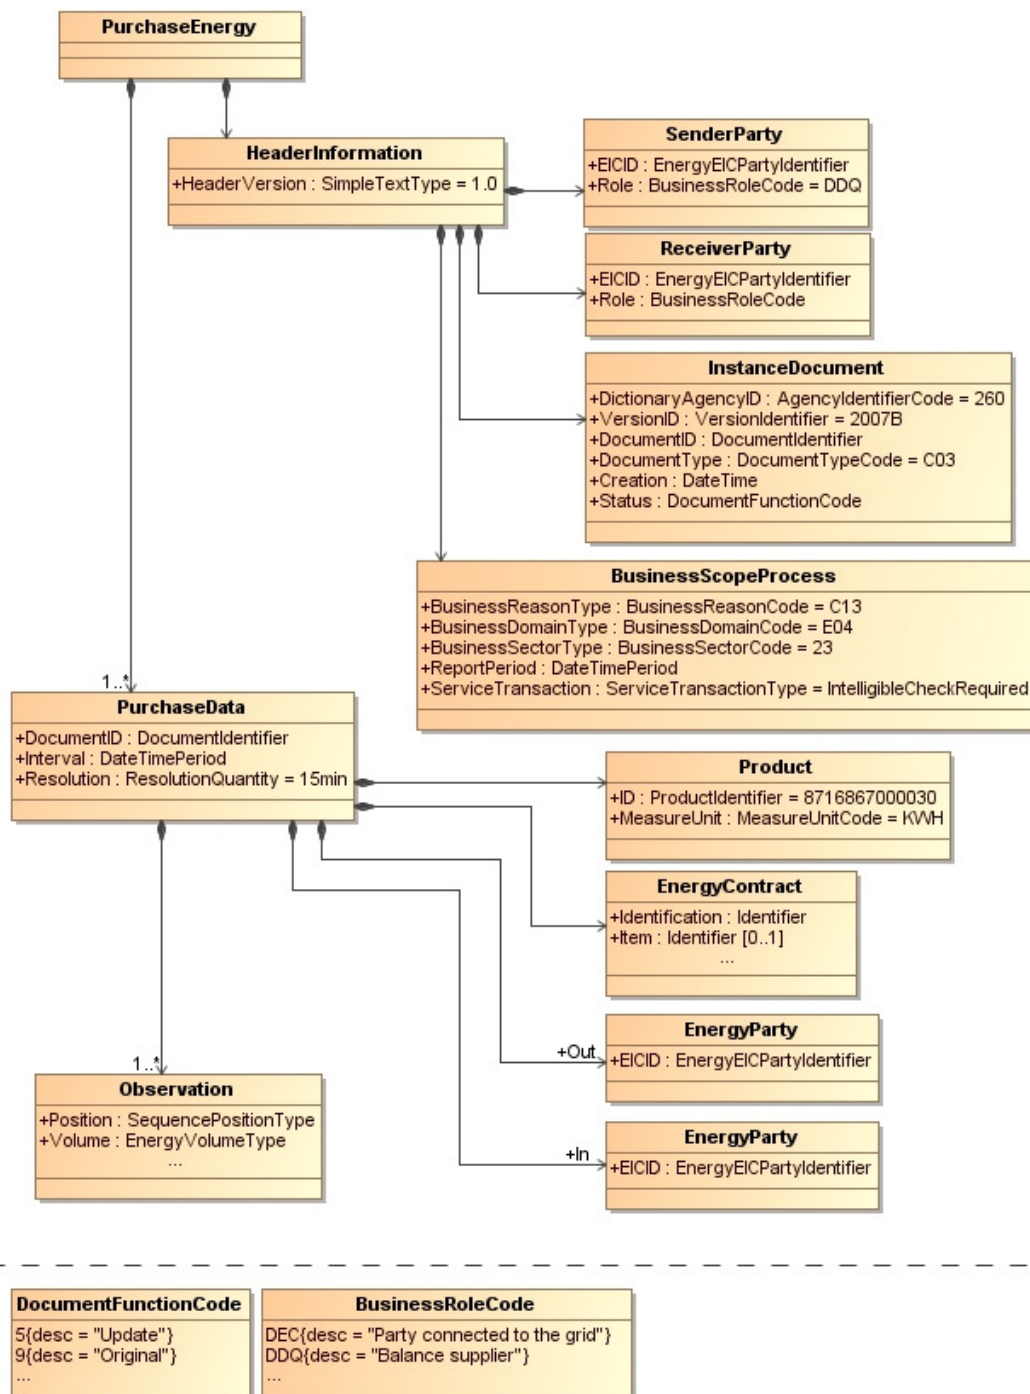 PurchaseEnergy
HeaderInformation
+HeaderVersion : SimpleTextType = 1.0
SenderParty
+EICID : EnergyEICPartyIdentifier
+Role : BusinessRoleCode = DDQ
ReceiverParty
+EICID : EnergyEICPartyIdentifier
+Role : BusinessRoleCode
InstanceDocument
+DictionaryAgencyID : AgencyIdentifierCode = 260
+VersionID : VersionIdentifier = 2007B
+DocumentID : DocumentIdentifier
+DocumentType : DocumentTypeCode = C03
+Creation : DateTime
+Status : DocumentFunctionCode
BusinessScopeProcess
+BusinessReasonType : BusinessReasonCode = C13
+BusinessDomainType : BusinessDomainCode = E04
+BusinessSectorType : BusinessSectorCode = 23
+ReportPeriod : DateTimePeriod
+ServiceTransaction : ServiceTransactionType = IntelligibleCheckRequired
1..*
PurchaseData
+DocumentID : DocumentIdentifier
+Interval : DateTimePeriod
+Resolution : ResolutionQuantity = 15min
Product
+ID : ProductIdentifier = 8716867000030
+MeasureUnit : MeasureUnitCode = KWH
EnergyContract
+Identification : Identifier
+Item : Identifier [0..1]
...
+Out
EnergyParty
+EICID : EnergyEICPartyIdentifier
+In
EnergyParty
+EICID : EnergyEICPartyIdentifier
1..*
Observation
+Position : SequencePositionType
+Volume : EnergyVolumeType
...
DocumentFunctionCode
5{desc = "Update"}
9{desc = "Original"}
...
BusinessRoleCode
DEC{desc = "Party connected to the grid"}
DDQ{desc = "Balance supplier"}
...